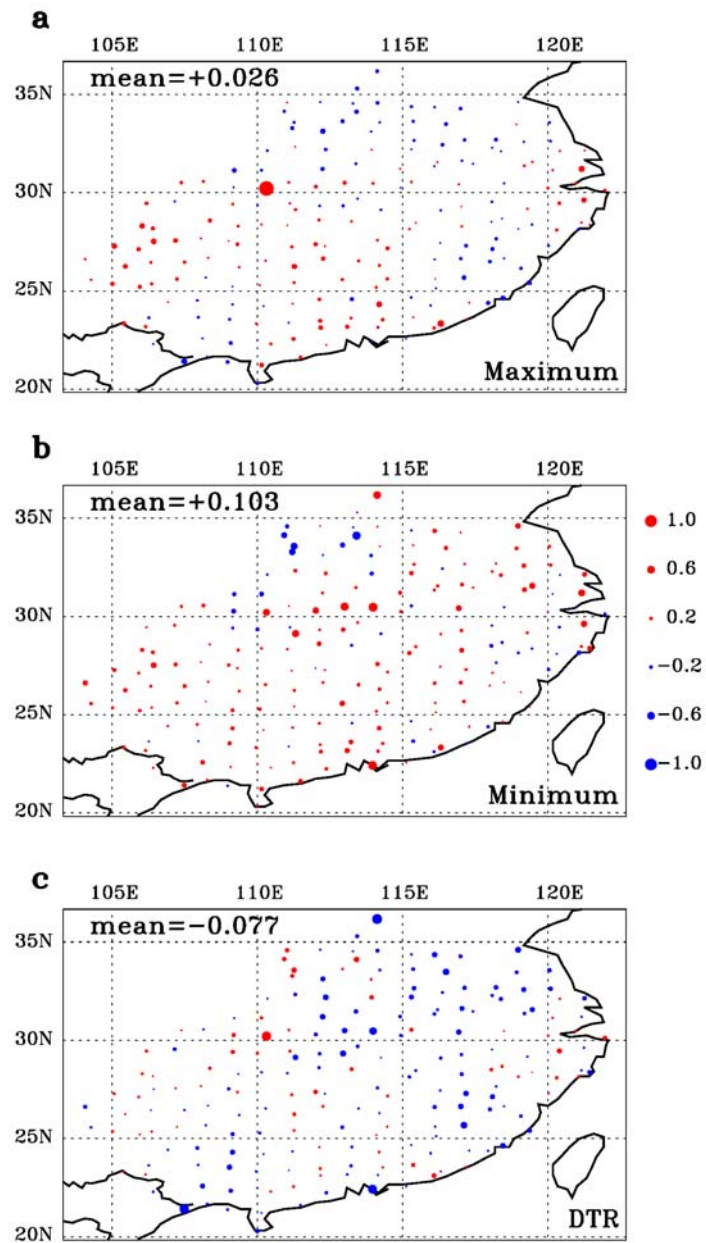 a
105E 110E 115E 120E
mean=+0.026
35N
30N
25N
20N
Maximum
b
105E 110E 115E 120E
mean=+0.103
35N
30N
25N
20N
Minimum
1.0
0.6
0.2
−0.2
−0.6
−1.0
c
105E 110E 115E 120E
mean=−0.077
35N
30N
25N
20N
DTR